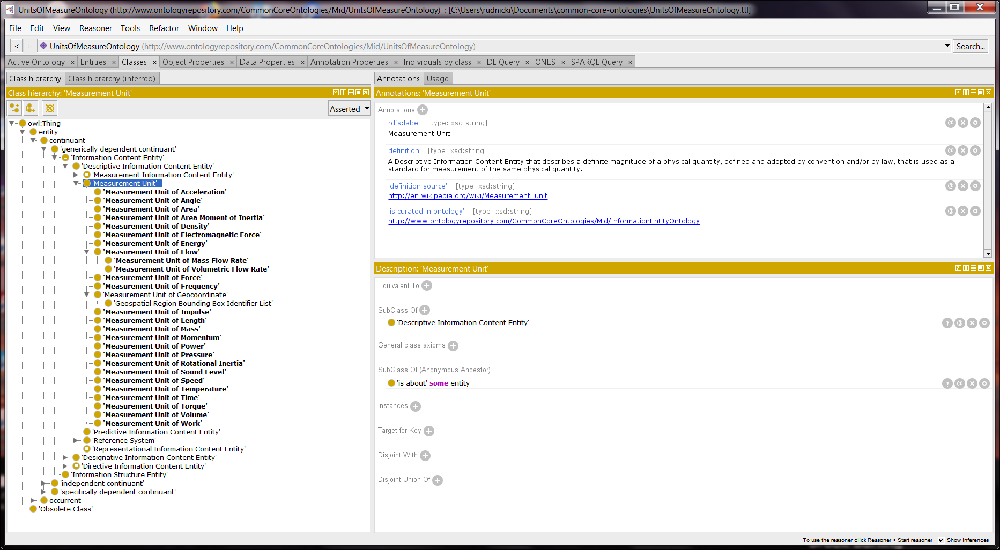 UnitsOfMeasureOntology (http://www.ontologyrepository.com/CommonCoreOntologies/Mid/UnitsOfMeasureOntology) : [C:\Users\rudnicki\Documents\common-core-ontologies\UnitsOfMeasureOntology.ttl]
File Edit View Reasoner Tools Refactor Window Help
< > UnitsOfMeasureOntology (http://www.ontologyrepository.com/CommonCoreOntologies/Mid/UnitsOfMeasureOntology) Search...
Active Ontology × Entities × Classes × Object Properties × Data Properties × Annotation Properties × Individuals by class × DL Query × ONES × SPARQL Query ×
Class hierarchy Class hierarchy (inferred)
Class hierarchy: 'Measurement Unit'
Asserted
owl:Thing
entity
continuant
'generically dependent continuant'
'Information Content Entity'
'Descriptive Information Content Entity'
'Measurement Information Content Entity'
'Measurement Unit'
'Measurement Unit of Acceleration'
'Measurement Unit of Angle'
'Measurement Unit of Area'
'Measurement Unit of Area Moment of Inertia'
'Measurement Unit of Density'
'Measurement Unit of Electromagnetic Force'
'Measurement Unit of Energy'
'Measurement Unit of Flow'
'Measurement Unit of Mass Flow Rate'
'Measurement Unit of Volumetric Flow Rate'
'Measurement Unit of Force'
'Measurement Unit of Frequency'
'Measurement Unit of Geocoordinate'
'Geospatial Region Bounding Box Identifier List'
'Measurement Unit of Impulse'
'Measurement Unit of Length'
'Measurement Unit of Mass'
'Measurement Unit of Momentum'
'Measurement Unit of Power'
'Measurement Unit of Pressure'
'Measurement Unit of Rotational Inertia'
'Measurement Unit of Sound Level'
'Measurement Unit of Speed'
'Measurement Unit of Temperature'
'Measurement Unit of Time'
'Measurement Unit of Torque'
'Measurement Unit of Volume'
'Measurement Unit of Work'
'Predictive Information Content Entity'
'Reference System'
'Representational Information Content Entity'
'Designative Information Content Entity'
'Directive Information Content Entity'
'Information Structure Entity'
'independent continuant'
'specifically dependent continuant'
occurrent
'Obsolete Class'
Annotations Usage
Annotations: 'Measurement Unit'
Annotations
rdfs:label [type: xsd:string]
Measurement Unit
definition [type: xsd:string]
A Descriptive Information Content Entity that describes a definite magnitude of a physical quantity, defined and adopted by convention and/or by law, that is used as a
standard for measurement of the same physical quantity.
'definition source' [type: xsd:string]
http://en.wikipedia.org/wiki/Measurement_unit
'is curated in ontology' [type: xsd:string]
http://www.ontologyrepository.com/CommonCoreOntologies/Mid/InformationEntityOntology
Description: 'Measurement Unit'
Equivalent To
SubClass Of
'Descriptive Information Content Entity'
General class axioms
SubClass Of (Anonymous Ancestor)
'is about' some entity
Instances
Target for Key
Disjoint With
Disjoint Union Of
To use the reasoner click Reasoner > Start reasoner Show Inferences